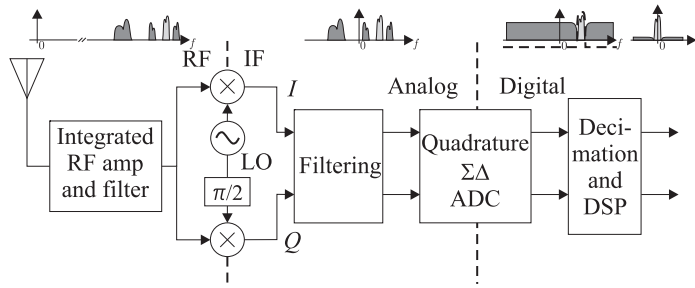 0
f
0
f
0
f
0
RF
IF
I
Analog
Digital
Integrated
RF amp
and filter
LO
π/2
Filtering
Quadrature
ΣΔ
ADC
Deci-
mation
and
DSP
Q